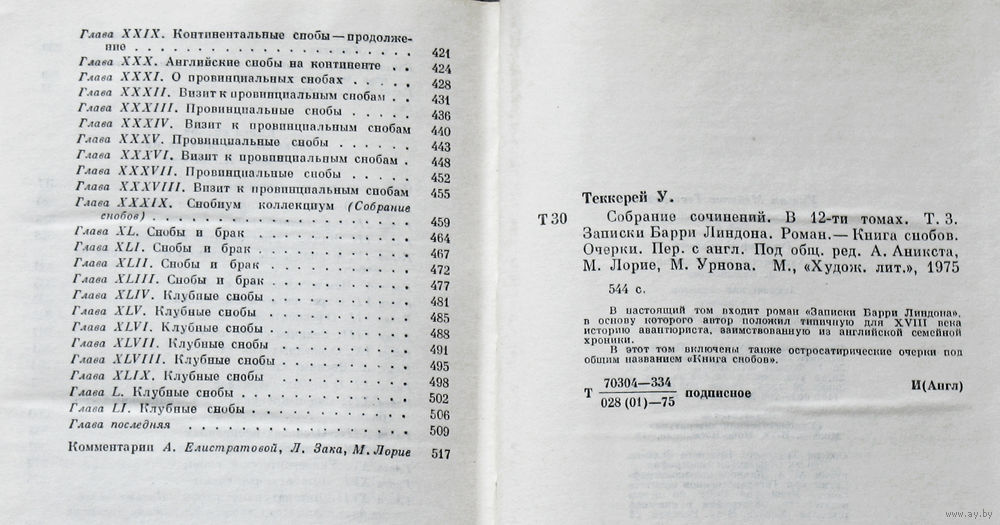 Глава XXIX. Континентальные снобы — продолже-
ние . . . . . . . . . . . . . . . . . . . 421
Глава XXX. Английские снобы на континенте . . 424
Глава XXXI. О провинциальных снобах . . . . . 428
Глава XXXII. Визит к провинциальным снобам . . 431
Глава XXXIII. Провинциальные снобы . . . . . 436
Глава XXXIV. Визит к провинциальным снобам 440
Глава XXXV. Провинциальные снобы . . . . . . 443
Глава XXXVI. Визит к провинциальным снобам . 448
Глава XXXVII. Провинциальные снобы . . . . . 452
Глава XXXVIII. Визит к провинциальным снобам 455
Глава XXXIX. Снобиум коллекциум (Собрание
снобов) . . . . . . . . . . . . . . . . . 459
Глава XL. Снобы и брак . . . . . . . . . . . 464
Глава XLI. Снобы и брак . . . . . . . . . . 467
Глава XLII. Снобы и брак . . . . . . . . . . 472
Глава XLIII. Снобы и брак . . . . . . . . . 477
Глава XLIV. Клубные снобы . . . . . . . . . 481
Глава XLV. Клубные снобы . . . . . . . . . . 485
Глава XLVI. Клубные снобы . . . . . . . . . 488
Глава XLVII. Клубные снобы . . . . . . . . . 491
Глава XLVIII. Клубные снобы . . . . . . . . 495
Глава XLIX. Клубные снобы . . . . . . . . . 498
Глава L. Клубные снобы . . . . . . . . . . . 502
Глава LI. Клубные снобы . . . . . . . . . . 506
Глава последняя . . . . . . . . . . . . . . 509
Комментарии А. Елистратовой, Л. Зака, М. Лорие 517
Теккерей У.
Т 30 Собрание сочинений. В 12-ти томах. Т. 3.
Записки Барри Линдона. Роман. — Книга снобов.
Очерки. Пер. с англ. Под общ. ред. А. Аникста,
М. Лорие, М. Урнова. М., «Худож. лит.», 1975
544 с.
В настоящий том входит роман «Записки Барри Линдона»,
в основу которого автор положил типичную для XVIII века
историю авантюриста, заимствованную из английской семейной
хроники.
В этот том включены также остросатирические очерки под
общим названием «Книга снобов».
70304—334
Т подписное И(Англ)
028 (01)—75
www.ay.by